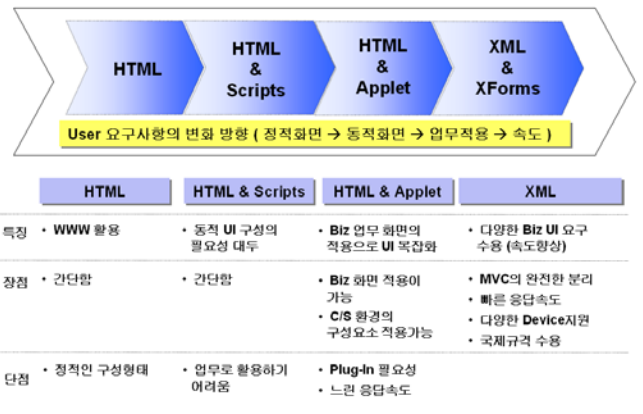 HTML
HTML
&
Scripts
HTML
&
Applet
XML
&
XForms
User 요구사항의 변화 방향 ( 정적화면 → 동적화면 → 업무적용 → 속도 )
HTML
HTML & Scripts
HTML & Applet
XML
특징
• WWW 활용
• 동적 UI 구성의
필요성 대두
• Biz 업무 화면의
적용으로 UI 복잡화
• 다양한 Biz UI 요구
수용 (속도향상)
장점
• 간단함
• 간단함
• Biz 화면 적용이
가능
• C/S 환경의
구성요소 적용가능
• MVC의 완전한 분리
• 빠른 응답속도
• 다양한 Device지원
• 국제규격 수용
단점
• 정적인 구성형태
• 업무로 활용하기
어려움
• Plug-In 필요성
• 느린 응답속도